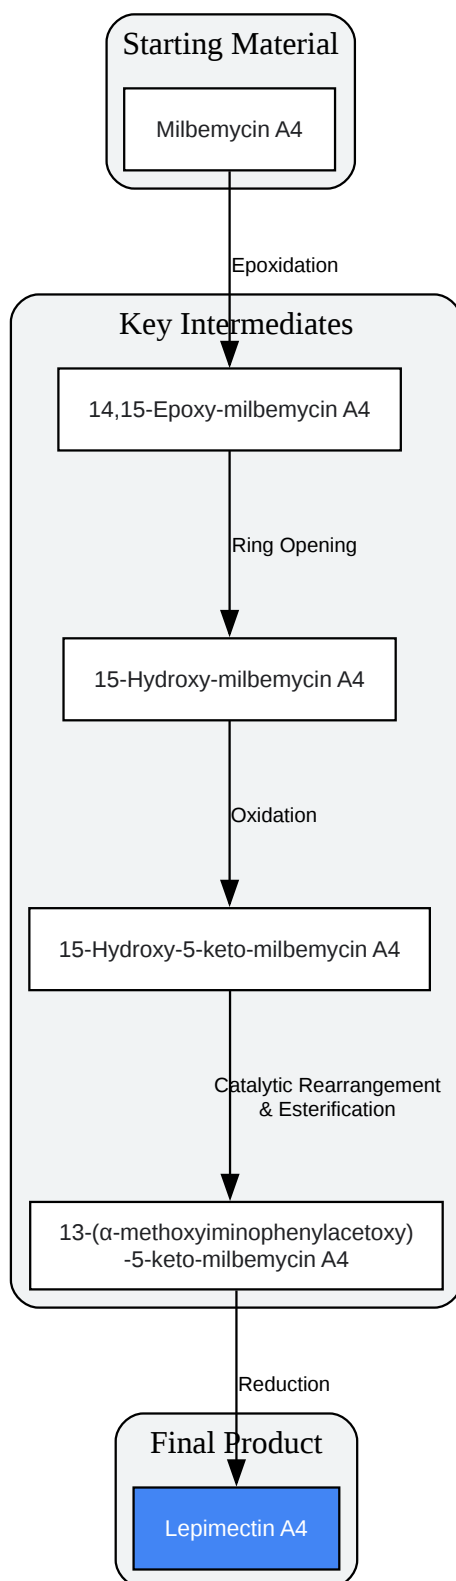 Starting Material
Milbemycin A4
Epoxidation
Key Intermediates
14,15-Epoxy-milbemycin A4
Ring Opening
15-Hydroxy-milbemycin A4
Oxidation
15-Hydroxy-5-keto-milbemycin A4
Catalytic Rearrangement
& Esterification
13-(α-methoxyiminophenylacetoxy)
-5-keto-milbemycin A4
Reduction
Final Product
Lepimectin A4